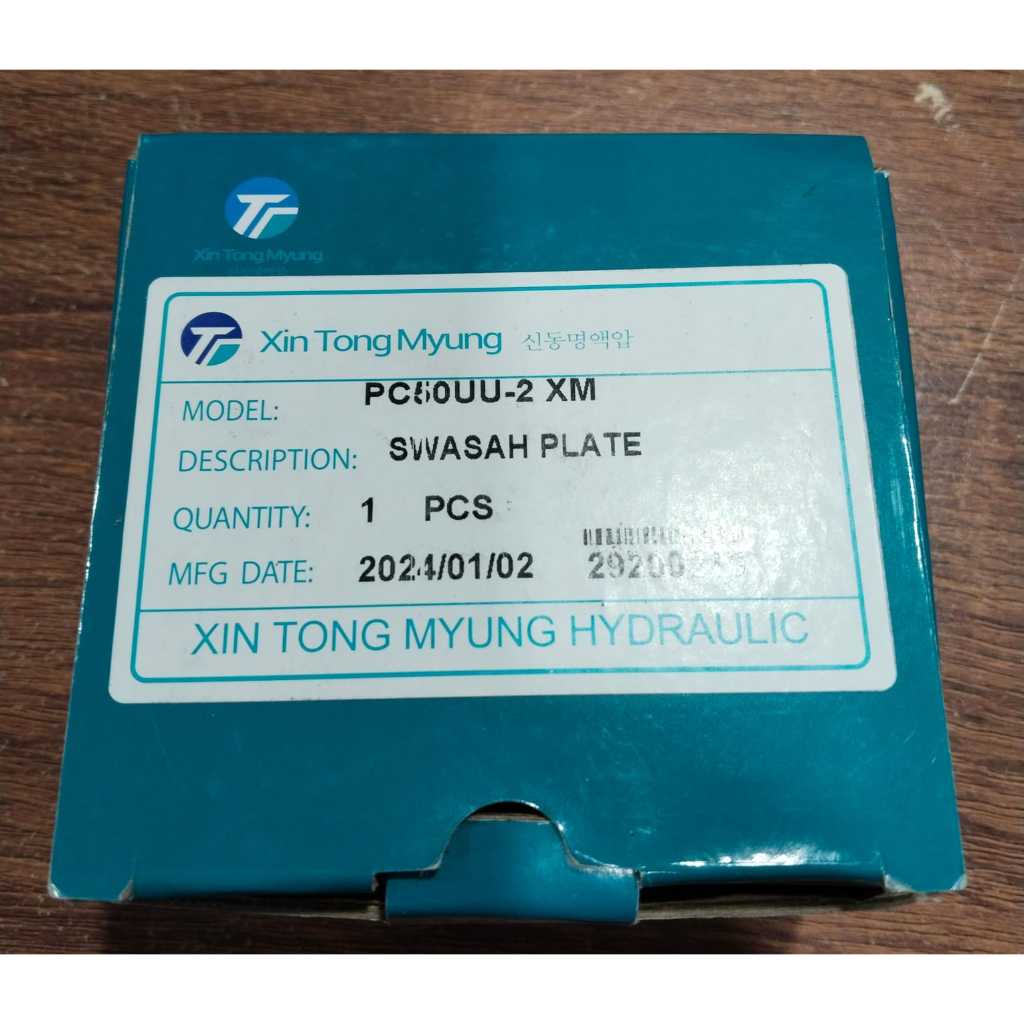 Xin Tong Myung
Xin Tong Myung 신동명액압
MODEL: PC50UU-2 XM
DESCRIPTION: SWASAH PLATE
QUANTITY: 1 PCS
MFG DATE: 2024/01/02
XIN TONG MYUNG HYDRAULIC